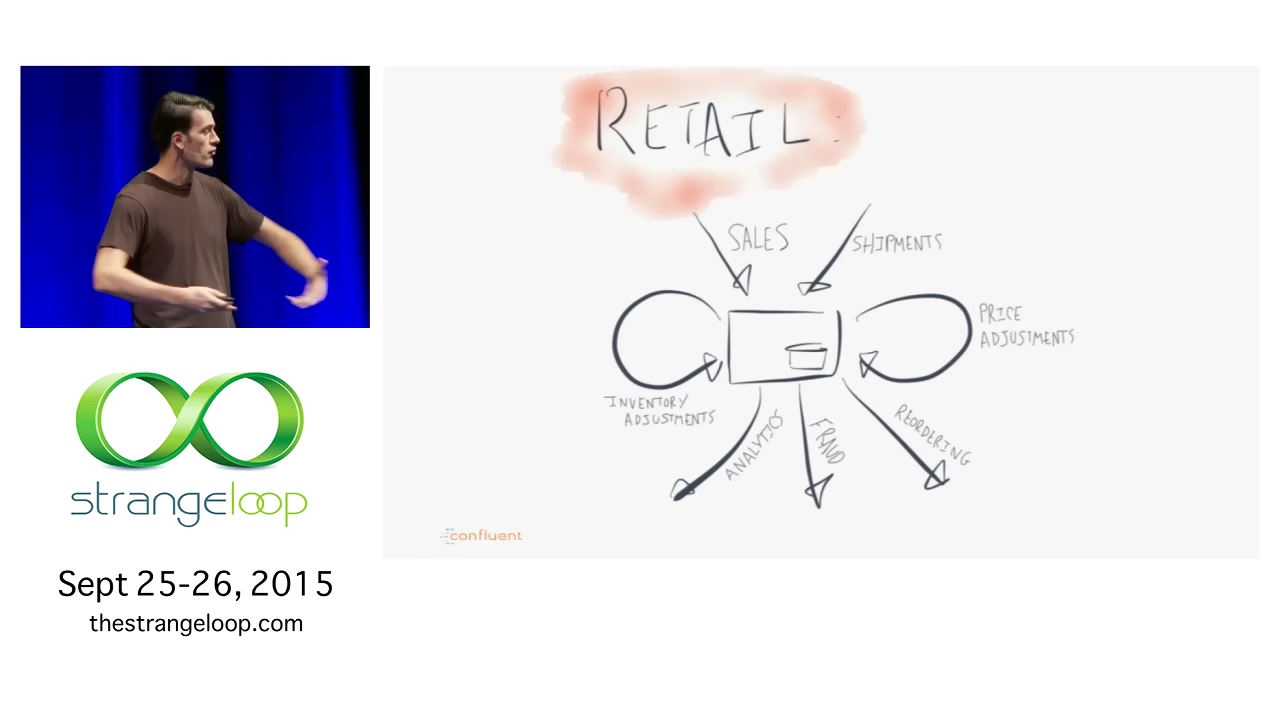 RETAIL:
SALES
SHIPMENTS
PRICE
ADJUSTMENTS
INVENTORY
ADJUSTMENTS
ANALYTICS
FRAUD
REORDERING
confluent
strangeloop
Sept 25-26, 2015
thestrangeloop.com